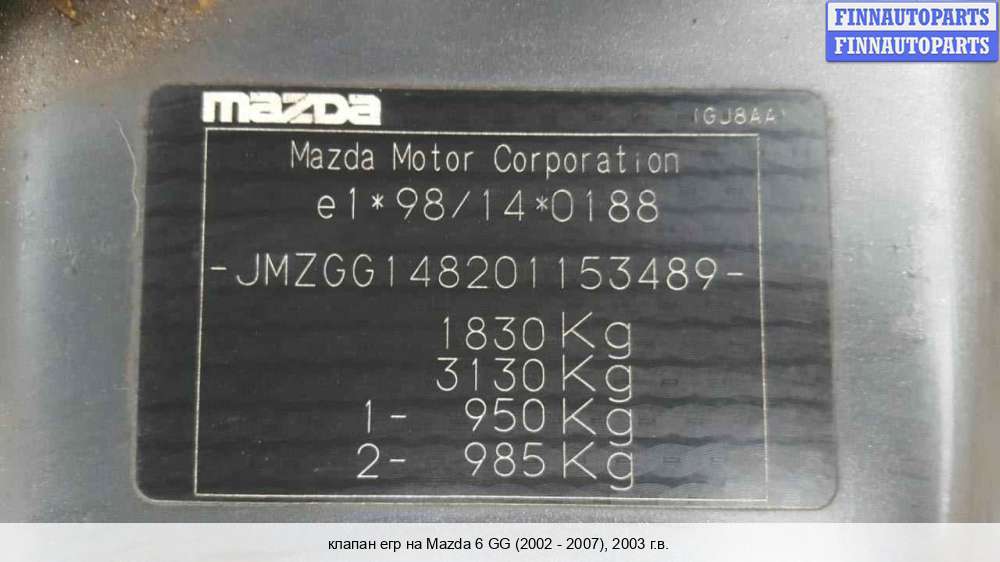 FINNAUTOPARTS
FINNAUTOPARTS
mazda
(GJ8AA)
Mazda Motor Corporation
e1*98/14*0188
-JMZGG148201153489-
1830 Kg
3130 Kg
1- 950 Kg
2- 985 Kg
клапан егр на Mazda 6 GG (2002 - 2007), 2003 г.в.